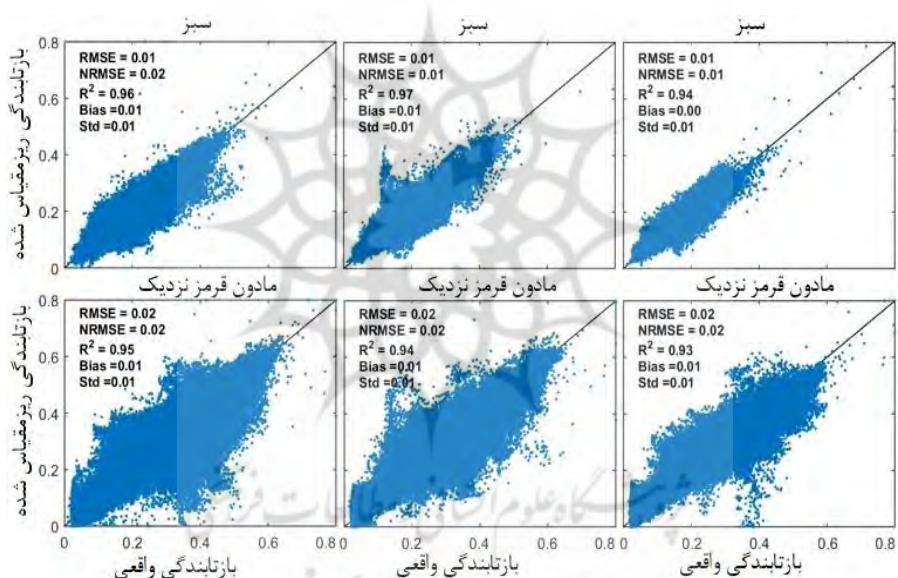 سبز
سبز
سبز
بازتابندگی ریزمقیاس شده
0.8
0.6
0.4
0.2
0
RMSE = 0.01
NRMSE = 0.02
R² = 0.96
Bias=0.01
Std =0.01
RMSE = 0.01
NRMSE = 0.01
R² = 0.97
Bias =0.01
Std =0.01
RMSE = 0.01
NRMSE = 0.01
R² = 0.94
Bias =0.00
Std =0.01
مادون قرمز نزدیک
مادون قرمز نزدیک
مادون قرمز نزدیک
بازتابندگی ریزمقیاس شده
0.8
0.6
0.4
0.2
0
RMSE = 0.02
NRMSE = 0.02
R² = 0.95
Bias =0.01
Std =0.01
RMSE = 0.02
NRMSE = 0.02
R² = 0.94
Bias =0.01
Std =0.01
RMSE = 0.02
NRMSE = 0.02
R² = 0.93
Bias =0.01
Std =0.01
0 0.2 0.4 0.6 0.8 0 0.2 0.4 0.6 0.8 0 0.2 0.4 0.6 0.8
بازتابندگی واقعی
بازتابندگی واقعی
بازتابندگی واقعی